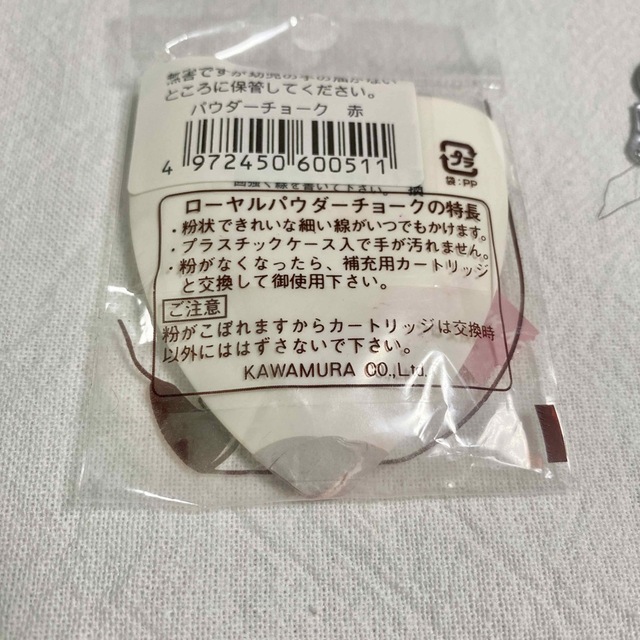 無害ですが幼児の手の届かない
ところに保管してください。
パウダーチョーク 赤
4 972450 600511
プラ
袋:PP
ローヤルパウダーチョークの特長
・粉状できれいな細い線がいつでもかけます。
・プラスチックケース入で手が汚れません。
・粉がなくなったら、補充用カートリッジ
と交換して御使用下さい。
ご注意
粉がこぼれますからカートリッジは交換時
以外にははずさないで下さい。
KAWAMURA CO.,Ltd.